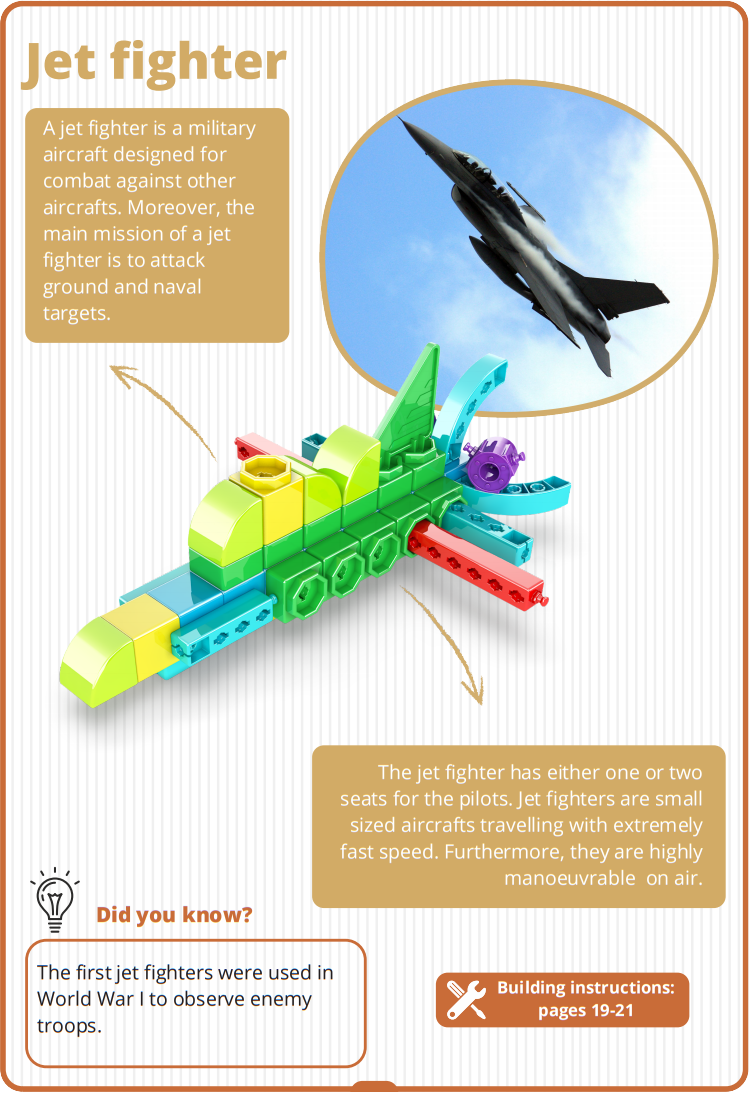 Jet fighter
A jet fighter is a military
aircraft designed for
combat against other
aircrafts. Moreover, the
main mission of a jet
fighter is to attack
ground and naval
targets.
The jet fighter has either one or two
seats for the pilots. Jet fighters are small
sized aircrafts travelling with extremely
fast speed. Furthermore, they are highly
manoeuvrable  on air.
Did you know?
The first jet fighters were used in
World War I to observe enemy
troops.
Building instructions:
pages 19-21